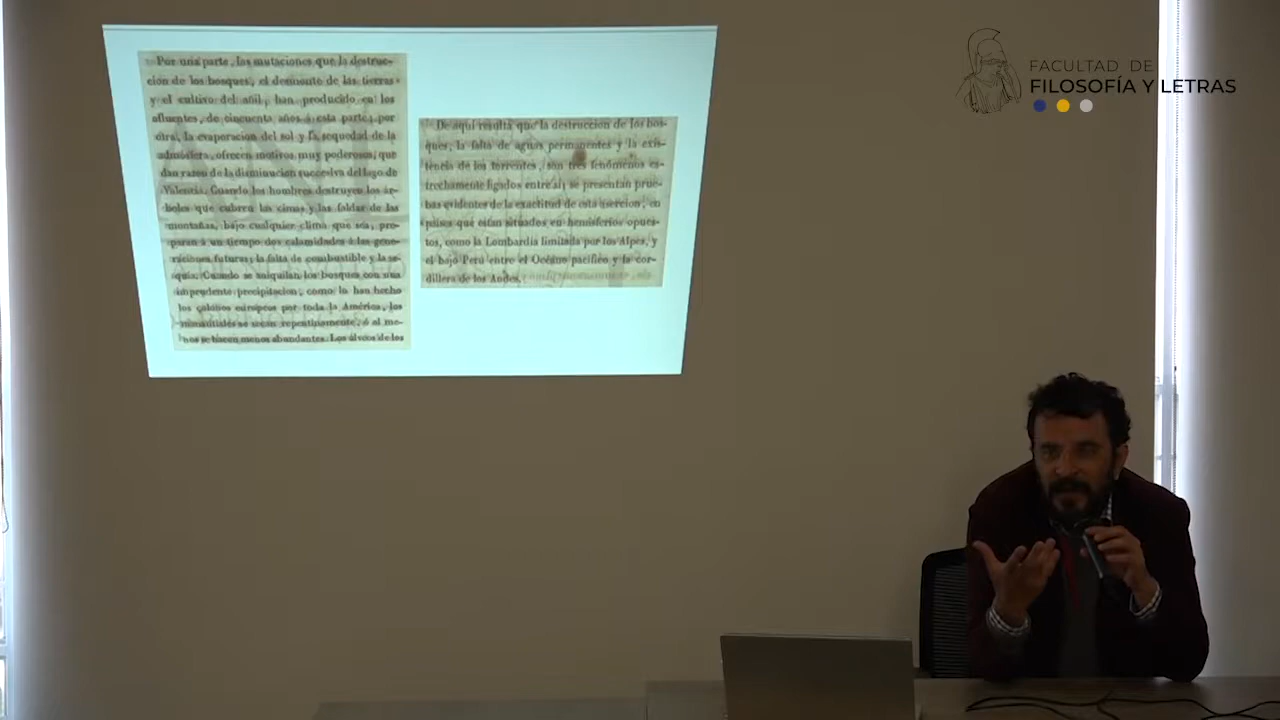 Por una parte, las mutaciones que la destruc-
cion de los bosques, el desmonte de las tierras
y el cultivo del añil, han producido en los
afluentes, de cincuenta años á esta parte; por
otra, la evaporacion del sol y la sequedad de la
admósfera, ofrecen motivos muy poderosos, que
dan razon de la disminucion succesiva del lago de
Valencia. Cuando los hombres destruyen los ár-
boles que cubren las cimas y las faldas de las
montañas, bajo cualquier clima que sea, pre-
paran á un tiempo dos calamidades á las gene-
raciones futuras; la falta de combustible y la se-
quía. Cuando se aniquilan los bosques con una
imprudente precipitacion, como lo han hecho
los colonos europeos por toda la América, los
manantiales se secan repentinamente, ó al me-
nos se hacen menos abundantes. Los álveos de los
De aquí resulta que la destruccion de los bos-
ques, la falta de aguas permanentes y la exis-
tencia de los torrentes, son tres fenómenos es-
trechamente ligados entre sí; se presentan prue-
bas evidentes de la exactitud de esta asercion, en
paises que estan situados en hemisferios opues-
tos, como la Lombardía limitada por los Alpes, y
el bajo Perú entre el Océano pacífico y la cor-
dillera de los Andes.
FACULTAD DE
FILOSOFÍA Y LETRAS